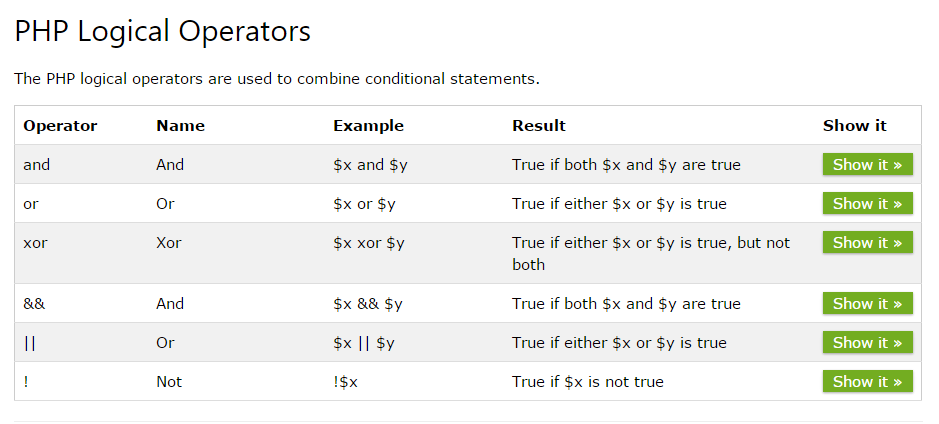 PHP Logical Operators
The PHP logical operators are used to combine conditional statements.
Operator Name Example Result Show it
and And $x and $y True if both $x and $y are true Show it »
or Or $x or $y True if either $x or $y is true Show it »
xor Xor $x xor $y True if either $x or $y is true, but not Show it »
both
&& And $x && $y True if both $x and $y are true Show it »
|| Or $x || $y True if either $x or $y is true Show it »
! Not !$x True if $x is not true Show it »